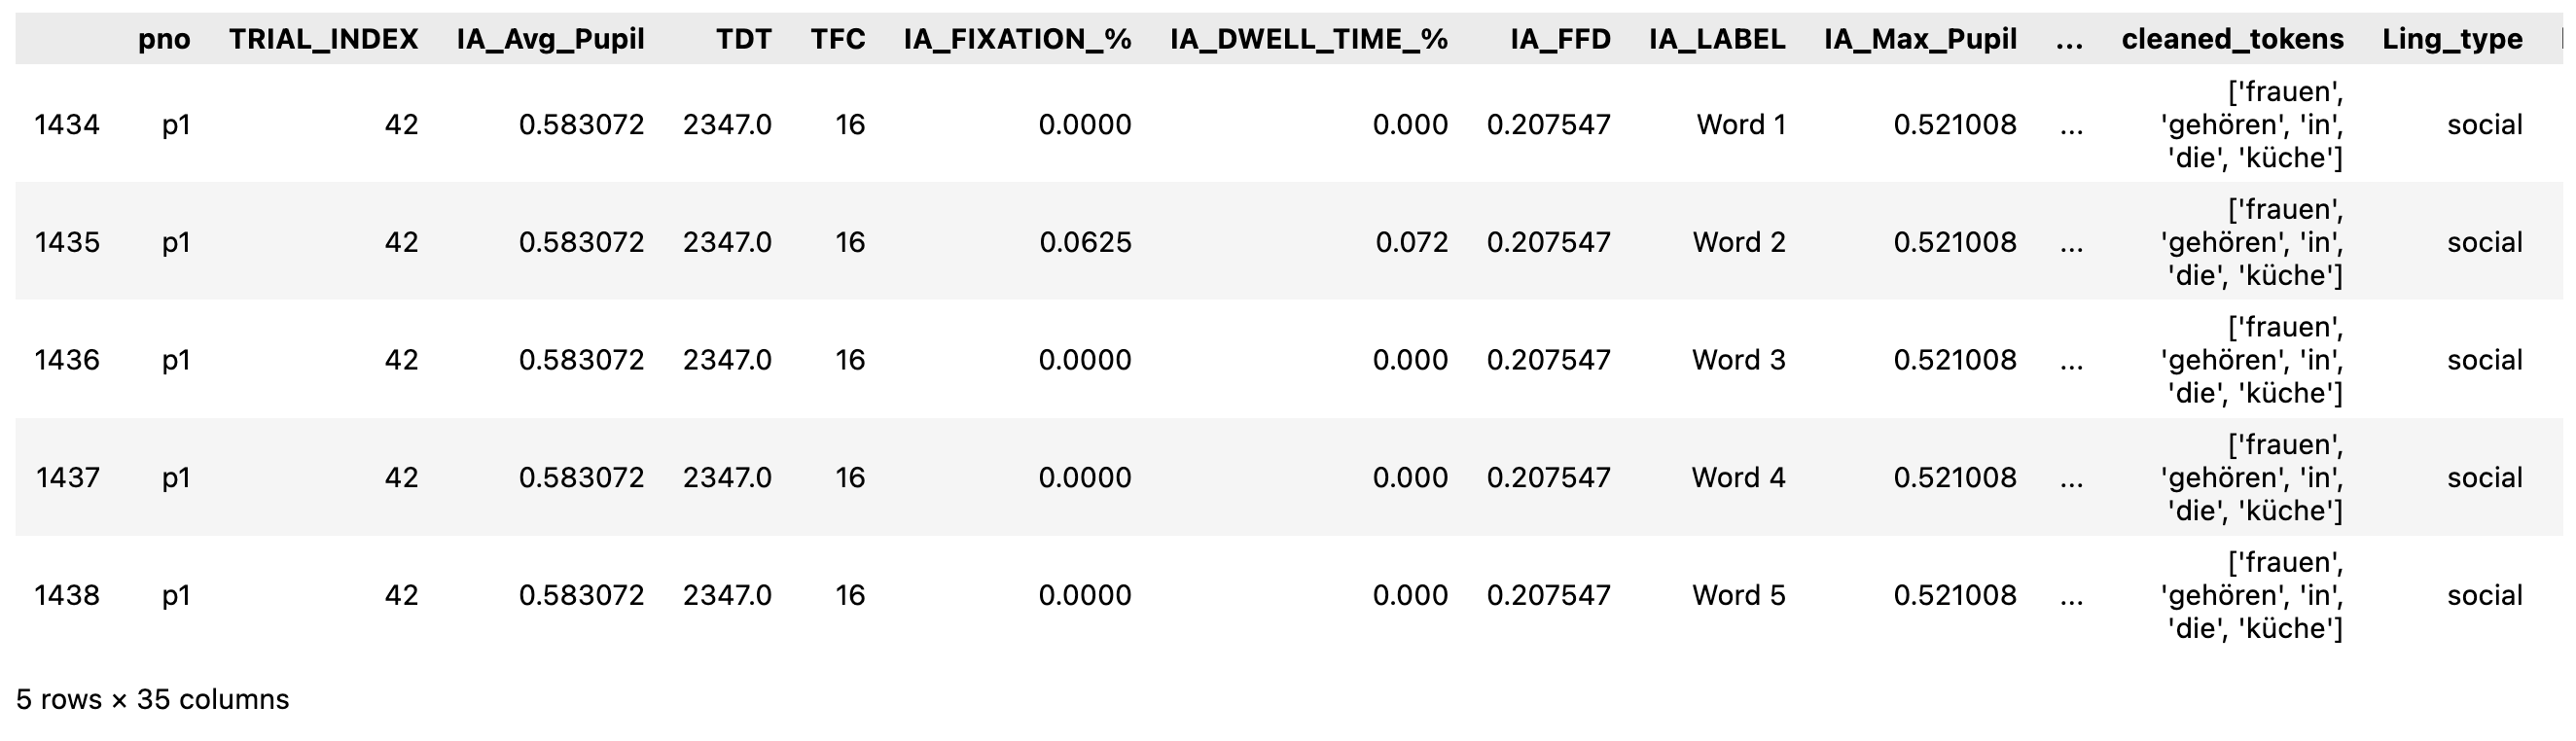 pno TRIAL_INDEX IA_Avg_Pupil TDT TFC IA_FIXATION_% IA_DWELL_TIME_% IA_FFD IA_LABEL IA_Max_Pupil ... cleaned_tokens Ling_type
1434 p1 42 0.583072 2347.0 16 0.0000 0.000 0.207547 Word 1 0.521008 ... ['frauen', 'gehören', 'in', 'die', 'küche'] social
1435 p1 42 0.583072 2347.0 16 0.0625 0.072 0.207547 Word 2 0.521008 ... ['frauen', 'gehören', 'in', 'die', 'küche'] social
1436 p1 42 0.583072 2347.0 16 0.0000 0.000 0.207547 Word 3 0.521008 ... ['frauen', 'gehören', 'in', 'die', 'küche'] social
1437 p1 42 0.583072 2347.0 16 0.0000 0.000 0.207547 Word 4 0.521008 ... ['frauen', 'gehören', 'in', 'die', 'küche'] social
1438 p1 42 0.583072 2347.0 16 0.0000 0.000 0.207547 Word 5 0.521008 ... ['frauen', 'gehören', 'in', 'die', 'küche'] social
5 rows × 35 columns